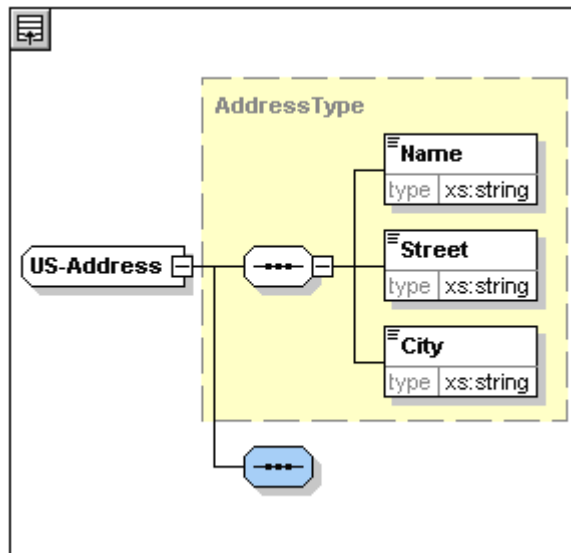 AddressType
Name
type xs:string
US-Address
Street
type xs:string
City
type xs:string